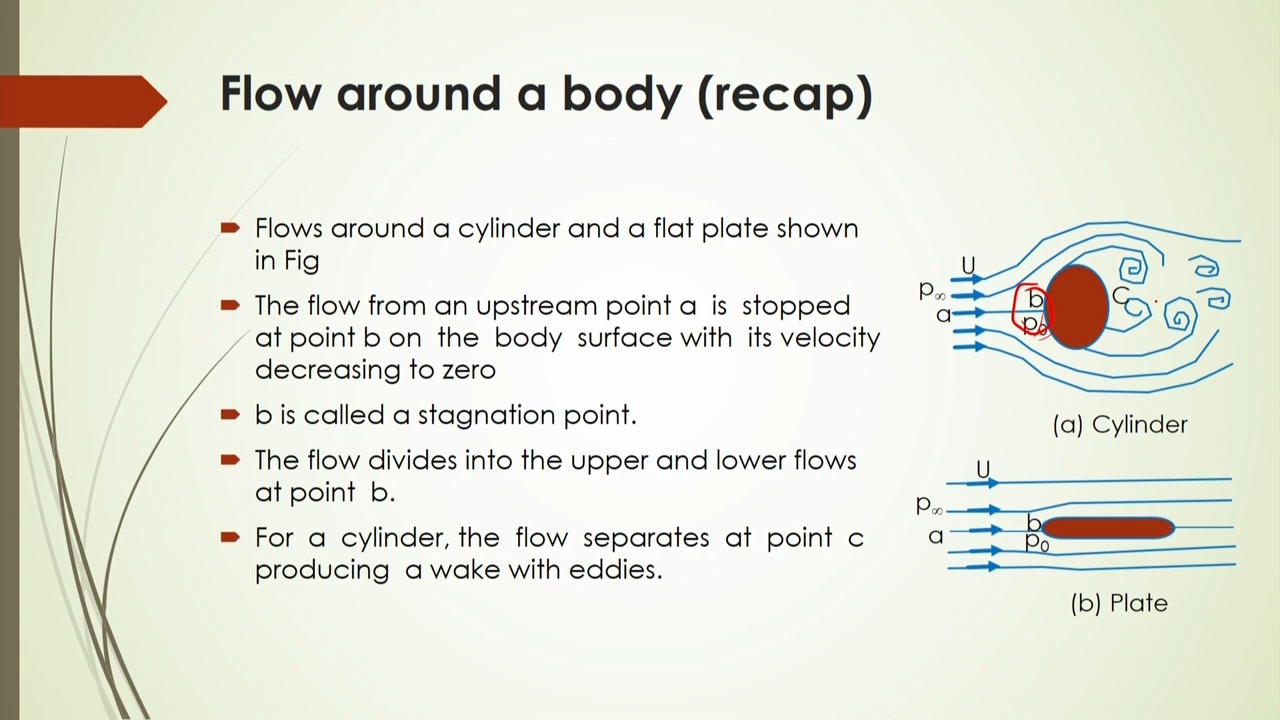 Flow around a body (recap)
Flows around a cylinder and a flat plate shown
in Fig
The flow from an upstream point a is stopped
at point b on the body surface with its velocity
decreasing to zero
b is called a stagnation point.
The flow divides into the upper and lower flows
at point b.
For a cylinder, the flow separates at point c
producing a wake with eddies.
U
p∞
a
b
p₀
C
(a) Cylinder
U
p∞
a
b
p₀
(b) Plate